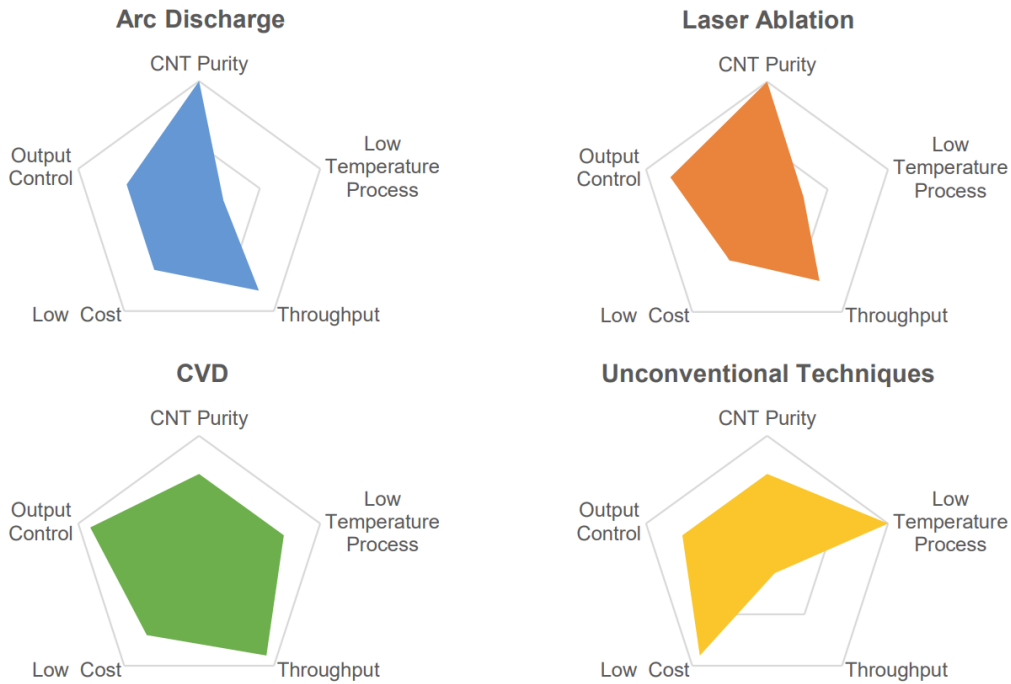 Arc Discharge
CNT Purity
Low
Temperature
Process
Output
Control
Low Cost
Throughput
Laser Ablation
CNT Purity
Low
Temperature
Process
Output
Control
Low Cost
Throughput
CVD
CNT Purity
Low
Temperature
Process
Output
Control
Low Cost
Throughput
Unconventional Techniques
CNT Purity
Low
Temperature
Process
Output
Control
Low Cost
Throughput